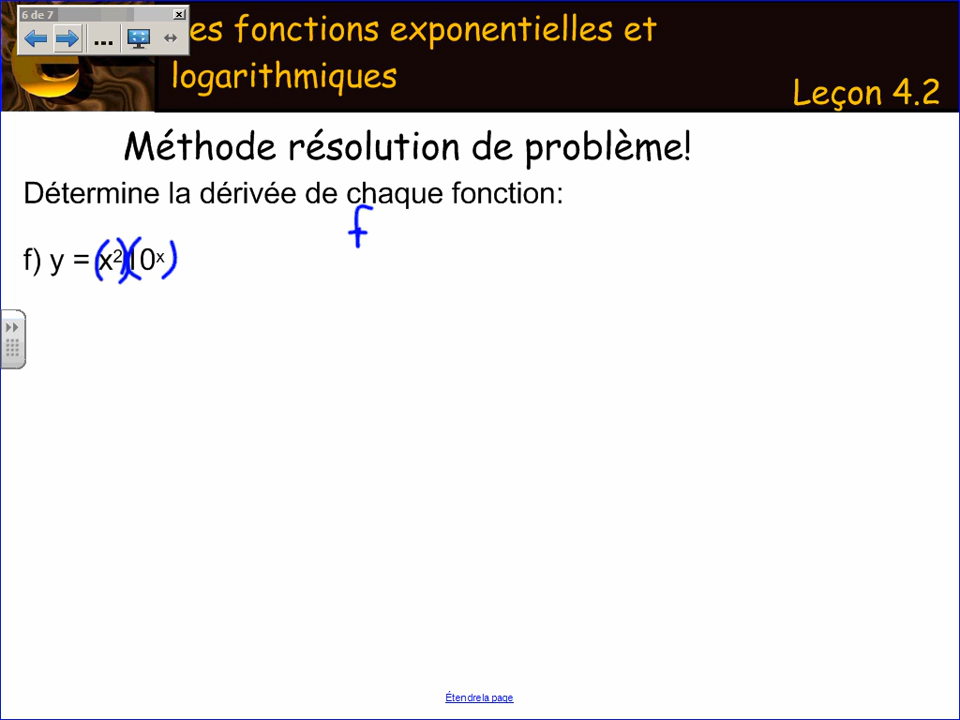 6 de 7
es fonctions exponentielles et
logarithmiques
Leçon 4.2
Méthode résolution de problème!
Détermine la dérivée de chaque fonction:
f
f) y = (x²)(10ˣ)
Étendre la page